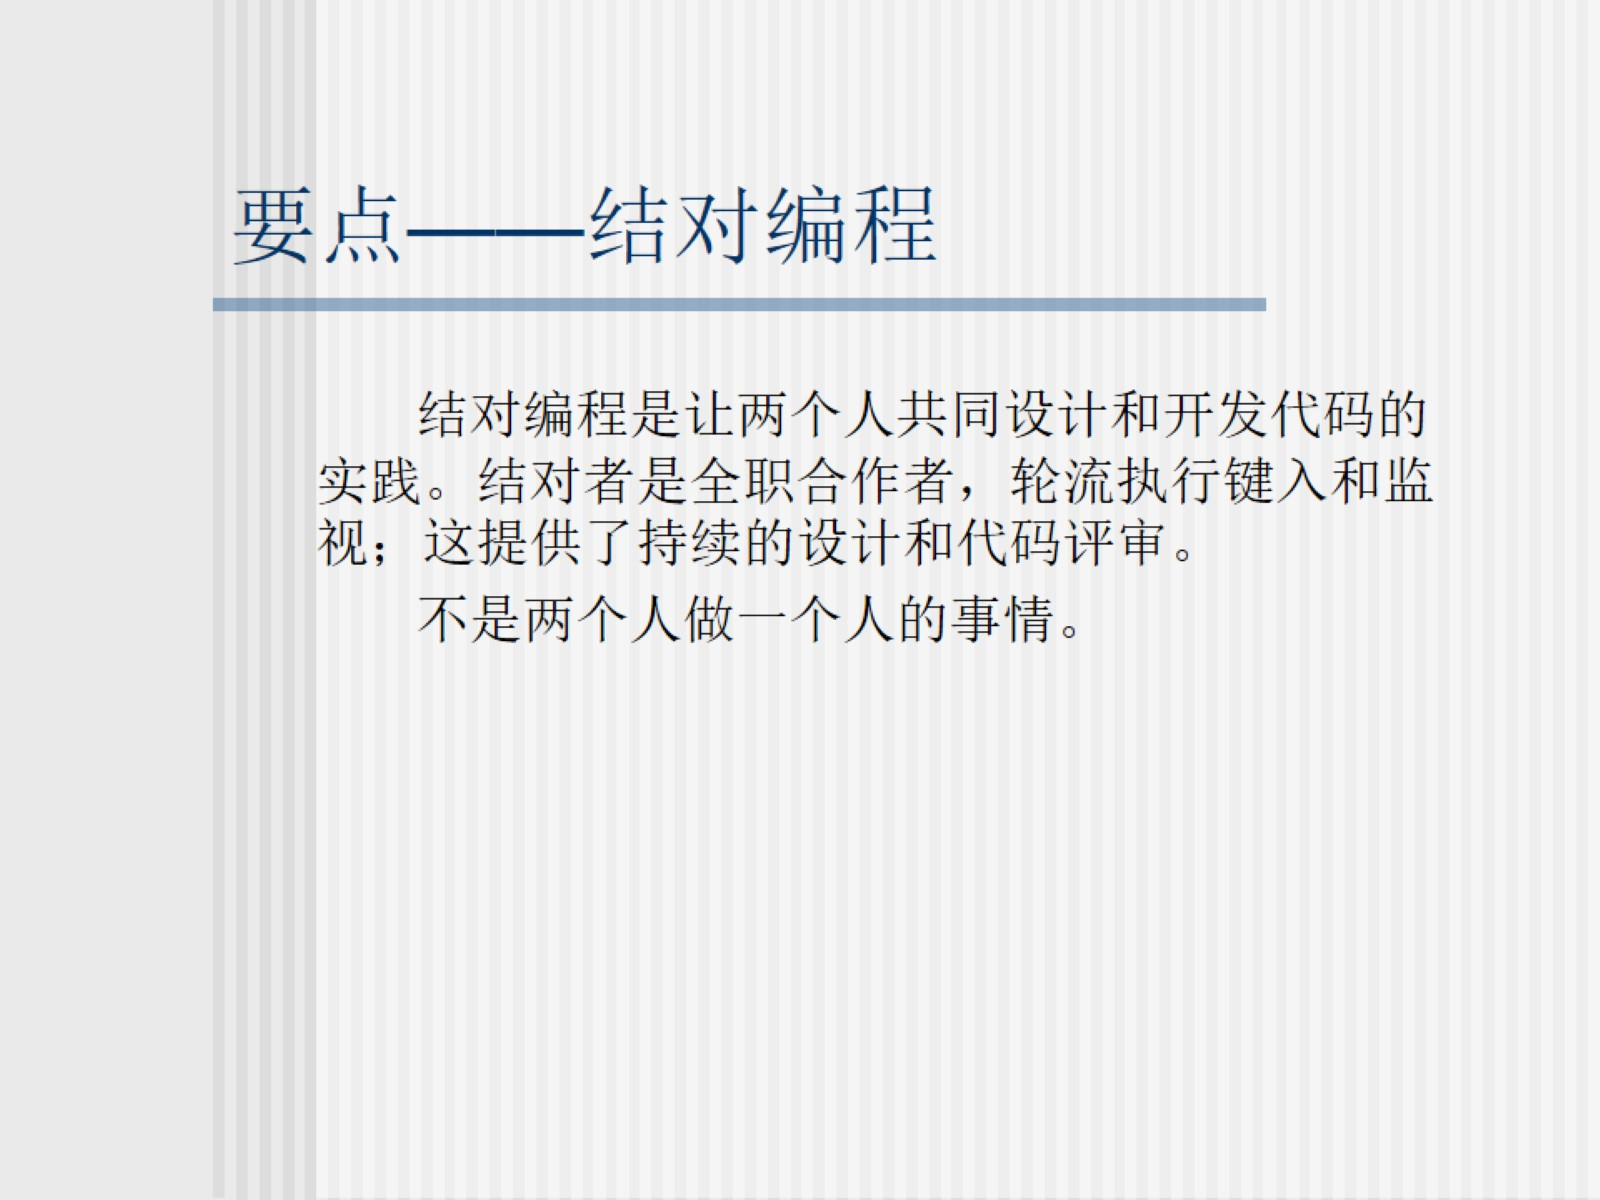 要点——结对编程
结对编程是让两个人共同设计和开发代码的
实践。结对者是全职合作者，轮流执行键入和监
视；这提供了持续的设计和代码评审。
不是两个人做一个人的事情。